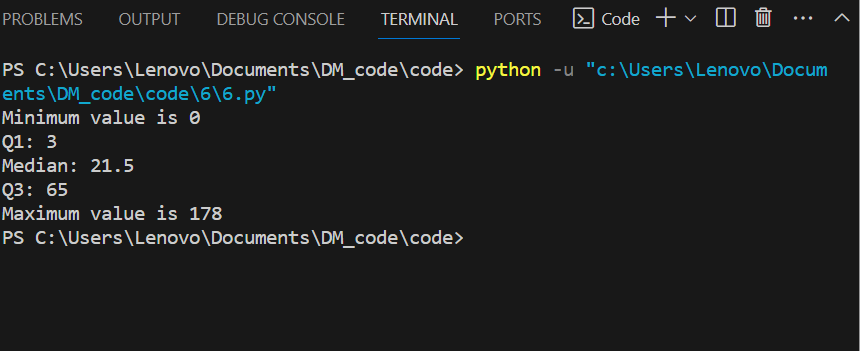 PROBLEMS OUTPUT DEBUG CONSOLE TERMINAL PORTS Code
PS C:\Users\Lenovo\Documents\DM_code\code> python -u "c:\Users\Lenovo\Docum
ents\DM_code\code\6\6.py"
Minimum value is 0
Q1: 3
Median: 21.5
Q3: 65
Maximum value is 178
PS C:\Users\Lenovo\Documents\DM_code\code>